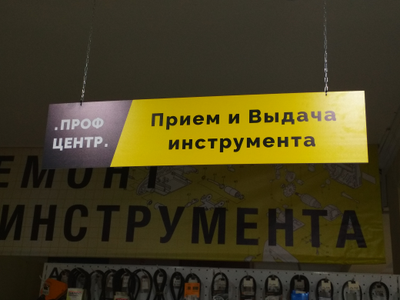 .ПРОФ
ЦЕНТР.
Прием и Выдача
инструмента
ЕМОНТ
ИНСТРУМЕНТА